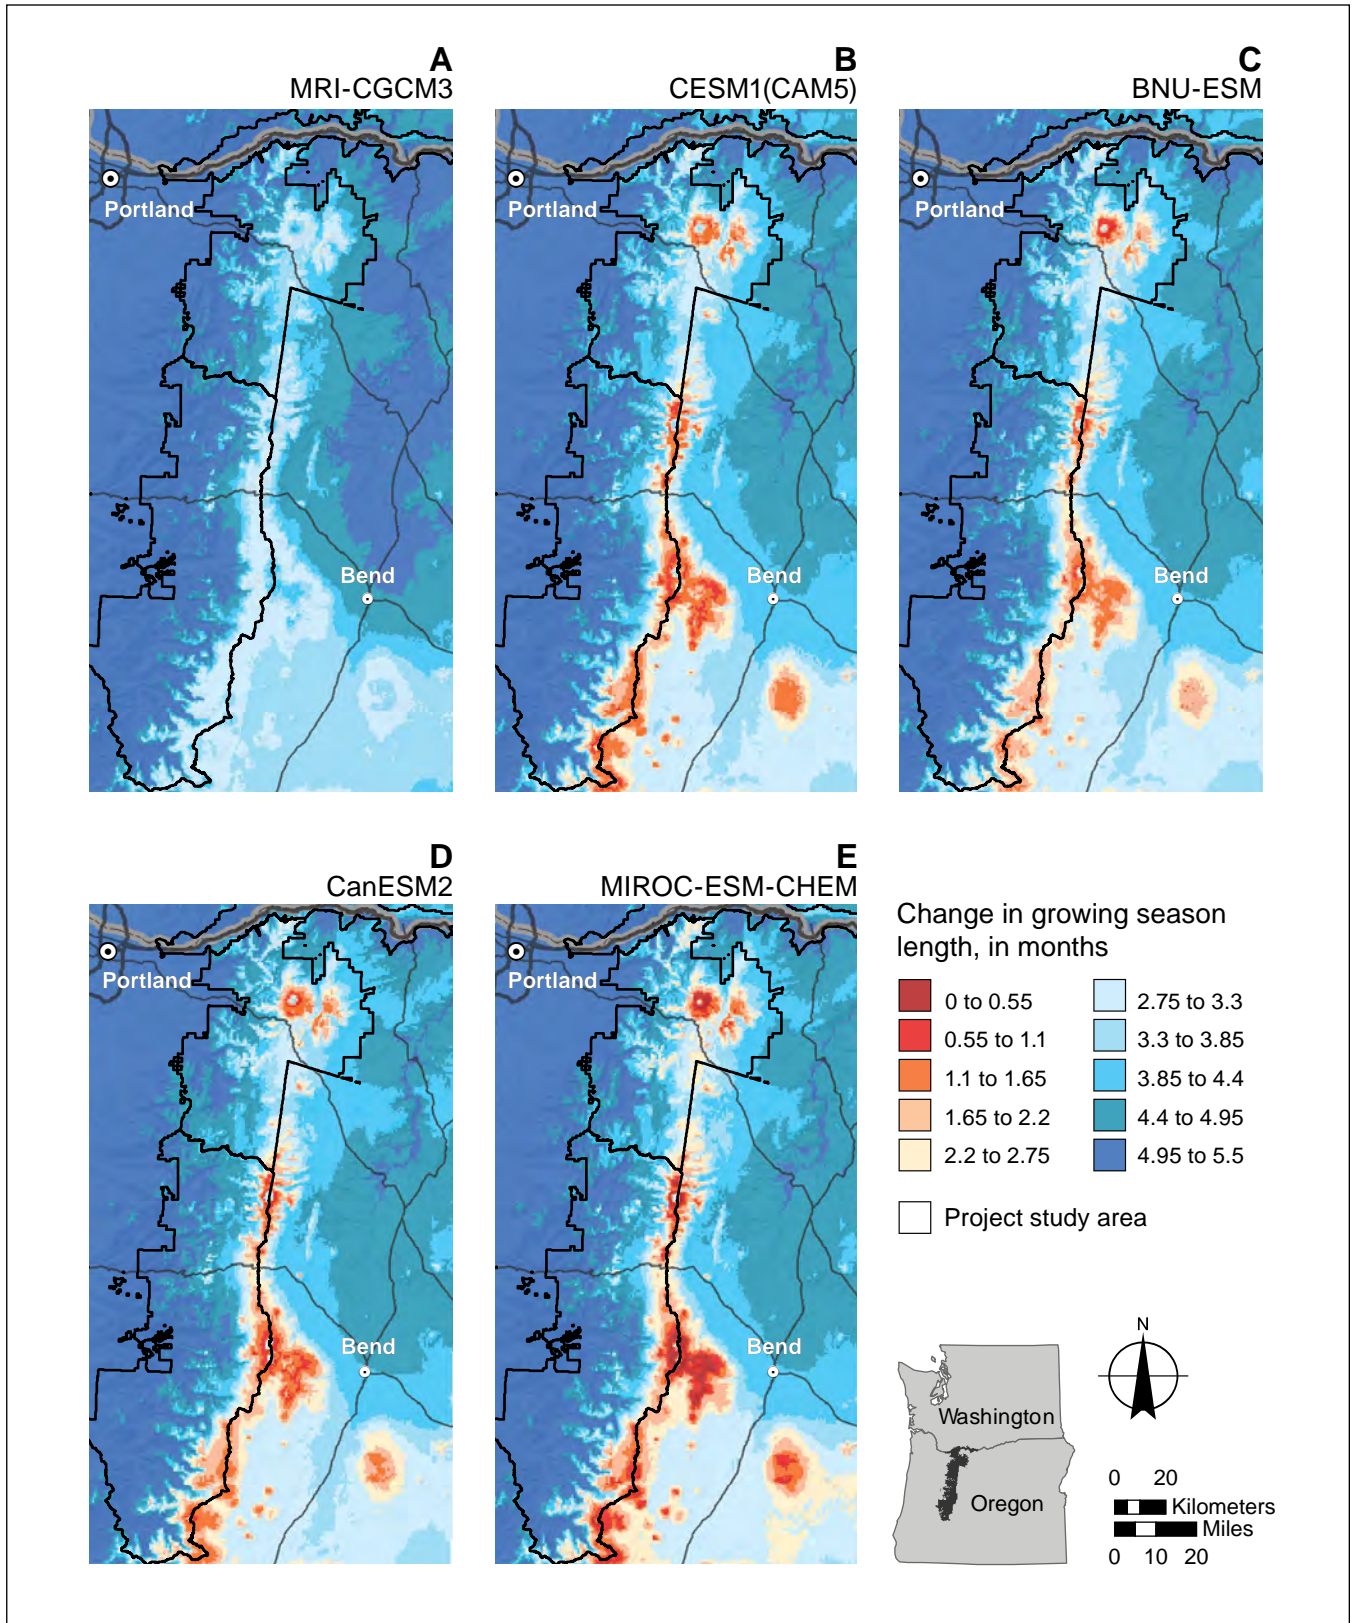 A
MRI-CGCM3
B
CESM1(CAM5)
C
BNU-ESM
Portland
Portland
Portland
Bend
Bend
Bend
D
CanESM2
E
MIROC-ESM-CHEM
Portland
Portland
Bend
Bend
Change in growing season
length, in months
0 to 0.55
0.55 to 1.1
1.1 to 1.65
1.65 to 2.2
2.2 to 2.75
2.75 to 3.3
3.3 to 3.85
3.85 to 4.4
4.4 to 4.95
4.95 to 5.5
Project study area
N
Washington
Oregon
0 20
Kilometers
Miles
0 10 20